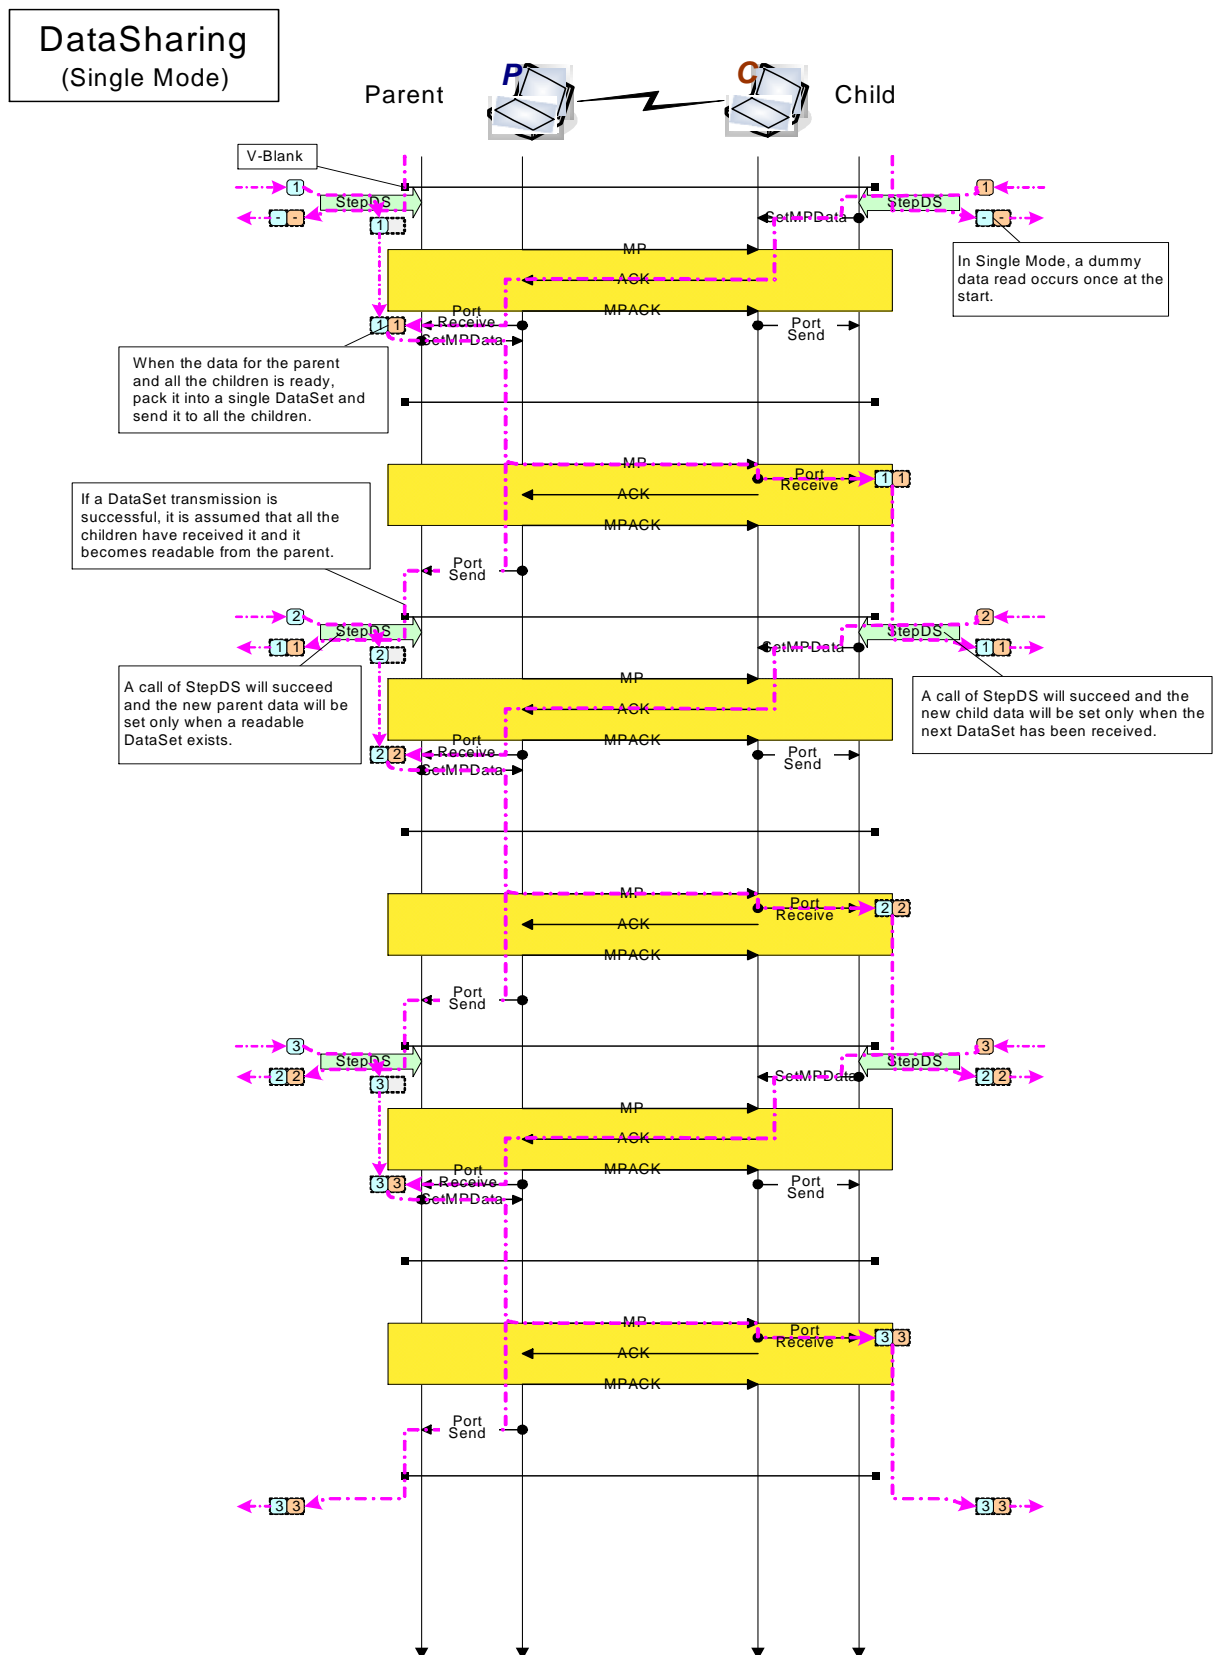 DataSharing
(Single Mode)
Parent
P
C
Child
V-Blank
1
1
StepDS
StepDS
- -
- -
1
SetMPData
MP
In Single Mode, a dummy
data read occurs once at the
start.
ACK
MPACK
Port
Receive
1 1
Port
Send
SetMPData
When the data for the parent
and all the children is ready,
pack it into a single DataSet and
send it to all the children.
MP
Port
Receive
1 1
ACK
MPACK
If a DataSet transmission is
successful, it is assumed that all the
children have received it and it
becomes readable from the parent.
Port
Send
2
2
StepDS
StepDS
1 1
1 1
2
SetMPData
MP
A call of StepDS will succeed
and the new parent data will be
set only when a readable
DataSet exists.
A call of StepDS will succeed and the
new child data will be set only when the
next DataSet has been received.
ACK
MPACK
Port
Receive
2 2
Port
Send
SetMPData
MP
Port
Receive
2 2
ACK
MPACK
Port
Send
3
3
StepDS
StepDS
2 2
2 2
3
SetMPData
MP
ACK
MPACK
Port
Receive
3 3
Port
Send
SetMPData
MP
Port
Receive
3 3
ACK
MPACK
Port
Send
3 3
3 3